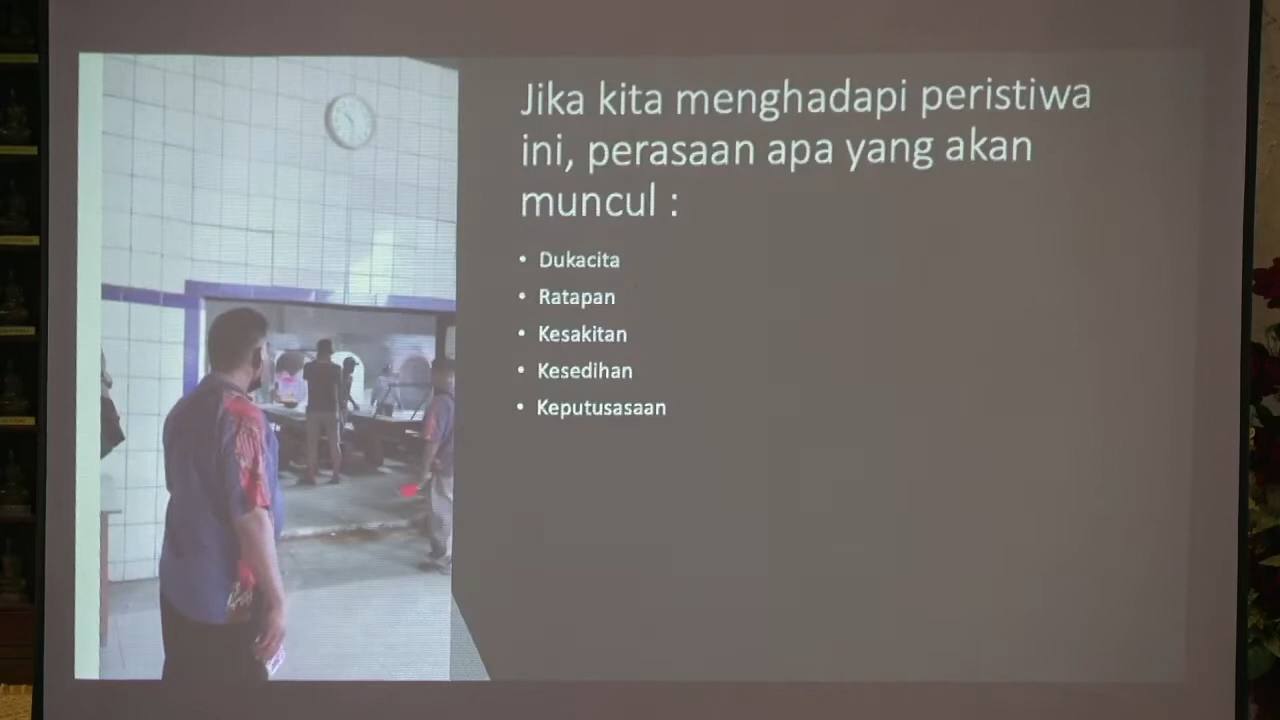 Jika kita menghadapi peristiwa
ini, perasaan apa yang akan
muncul :
• Dukacita
• Ratapan
• Kesakitan
• Kesedihan
• Keputusasaan